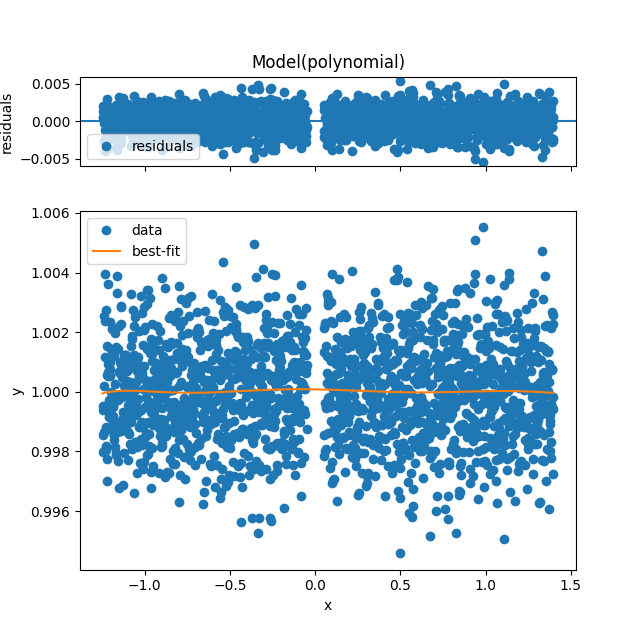 Model(polynomial)
0.005
0.000
−0.005
residuals
residuals
1.006
1.004
1.002
1.000
0.998
0.996
y
data
best-fit
−1.0 −0.5 0.0 0.5 1.0 1.5
x